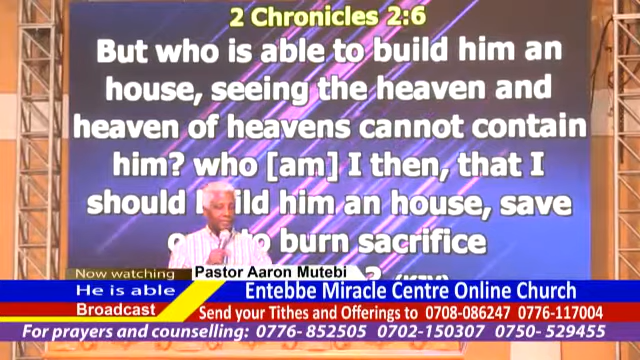 2 Chronicles 2:6
But who is able to build him an
house, seeing the heaven and
heaven of heavens cannot contain
him? who [am] I then, that I
should ild him an house, save
to burn sacrifice
? (KJV)
Now watching
Pastor Aaron Mutebi
He is able
Entebbe Miracle Centre Online Church
Broadcast
Send your Tithes and Offerings to 0708-086247 0776-117004
For prayers and counselling: 0776- 852505 0702-150307 0750- 529455